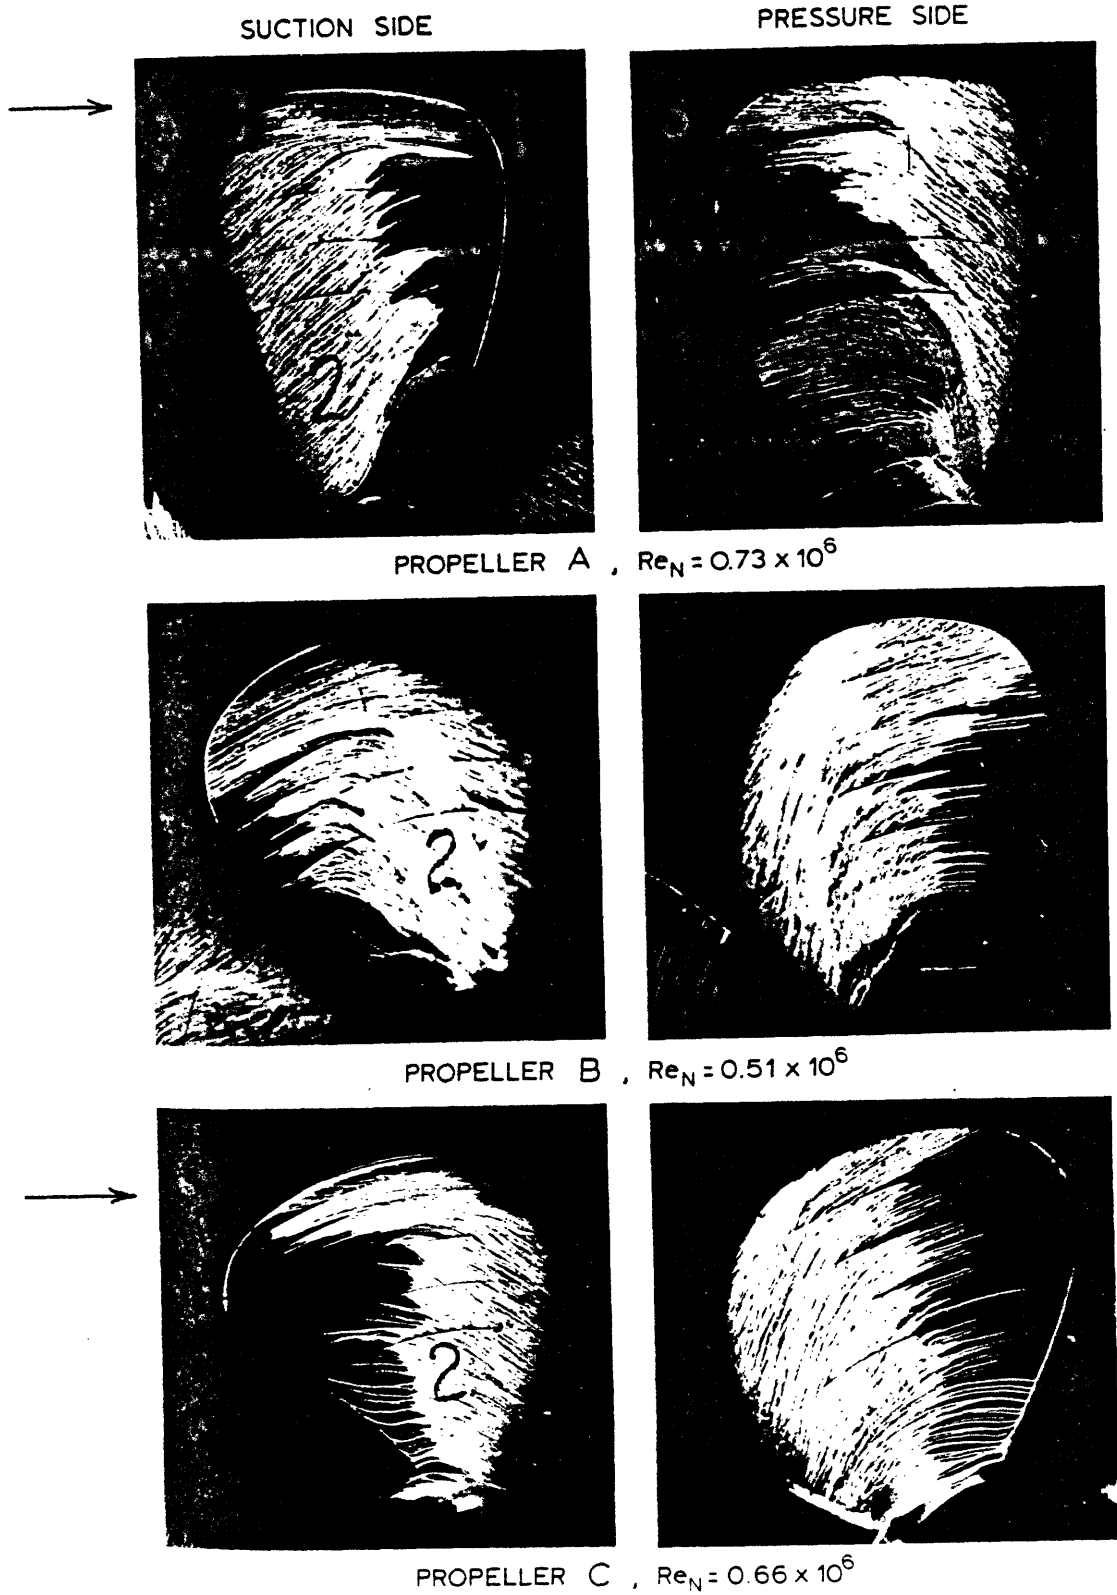 SUCTION SIDE
PRESSURE SIDE
2
1
PROPELLER A , Re_N = 0.73 x 10^6
2
PROPELLER B , Re_N = 0.51 x 10^6
2
PROPELLER C , Re_N = 0.66 x 10^6